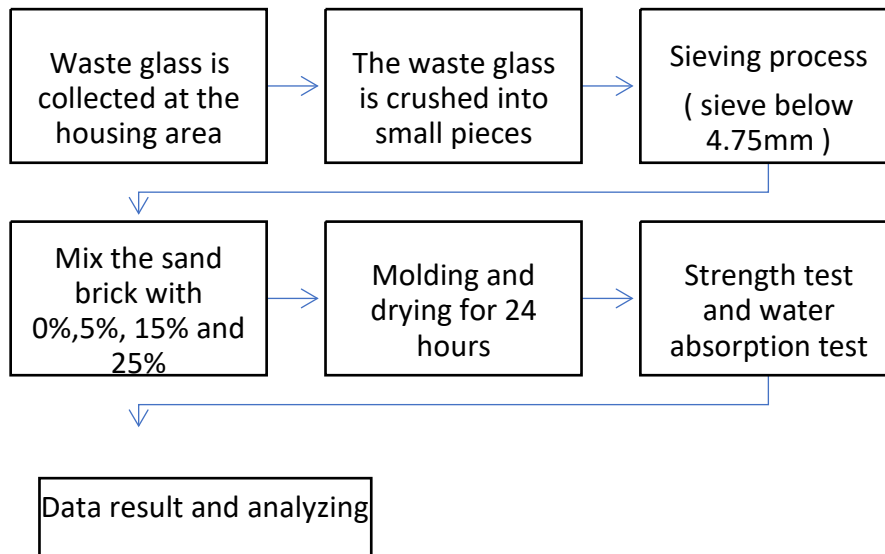 Waste glass is
collected at the
housing area
The waste glass
is crushed into
small pieces
Sieving process
( sieve below
4.75mm )
Mix the sand
brick with
0%,5%, 15% and
25%
Molding and
drying for 24
hours
Strength test
and water
absorption test
Data result and analyzing